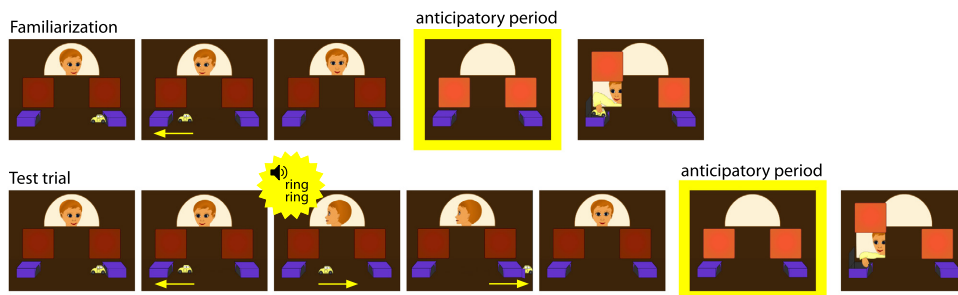 Familiarization
anticipatory period
Test trial
ring
ring
anticipatory period